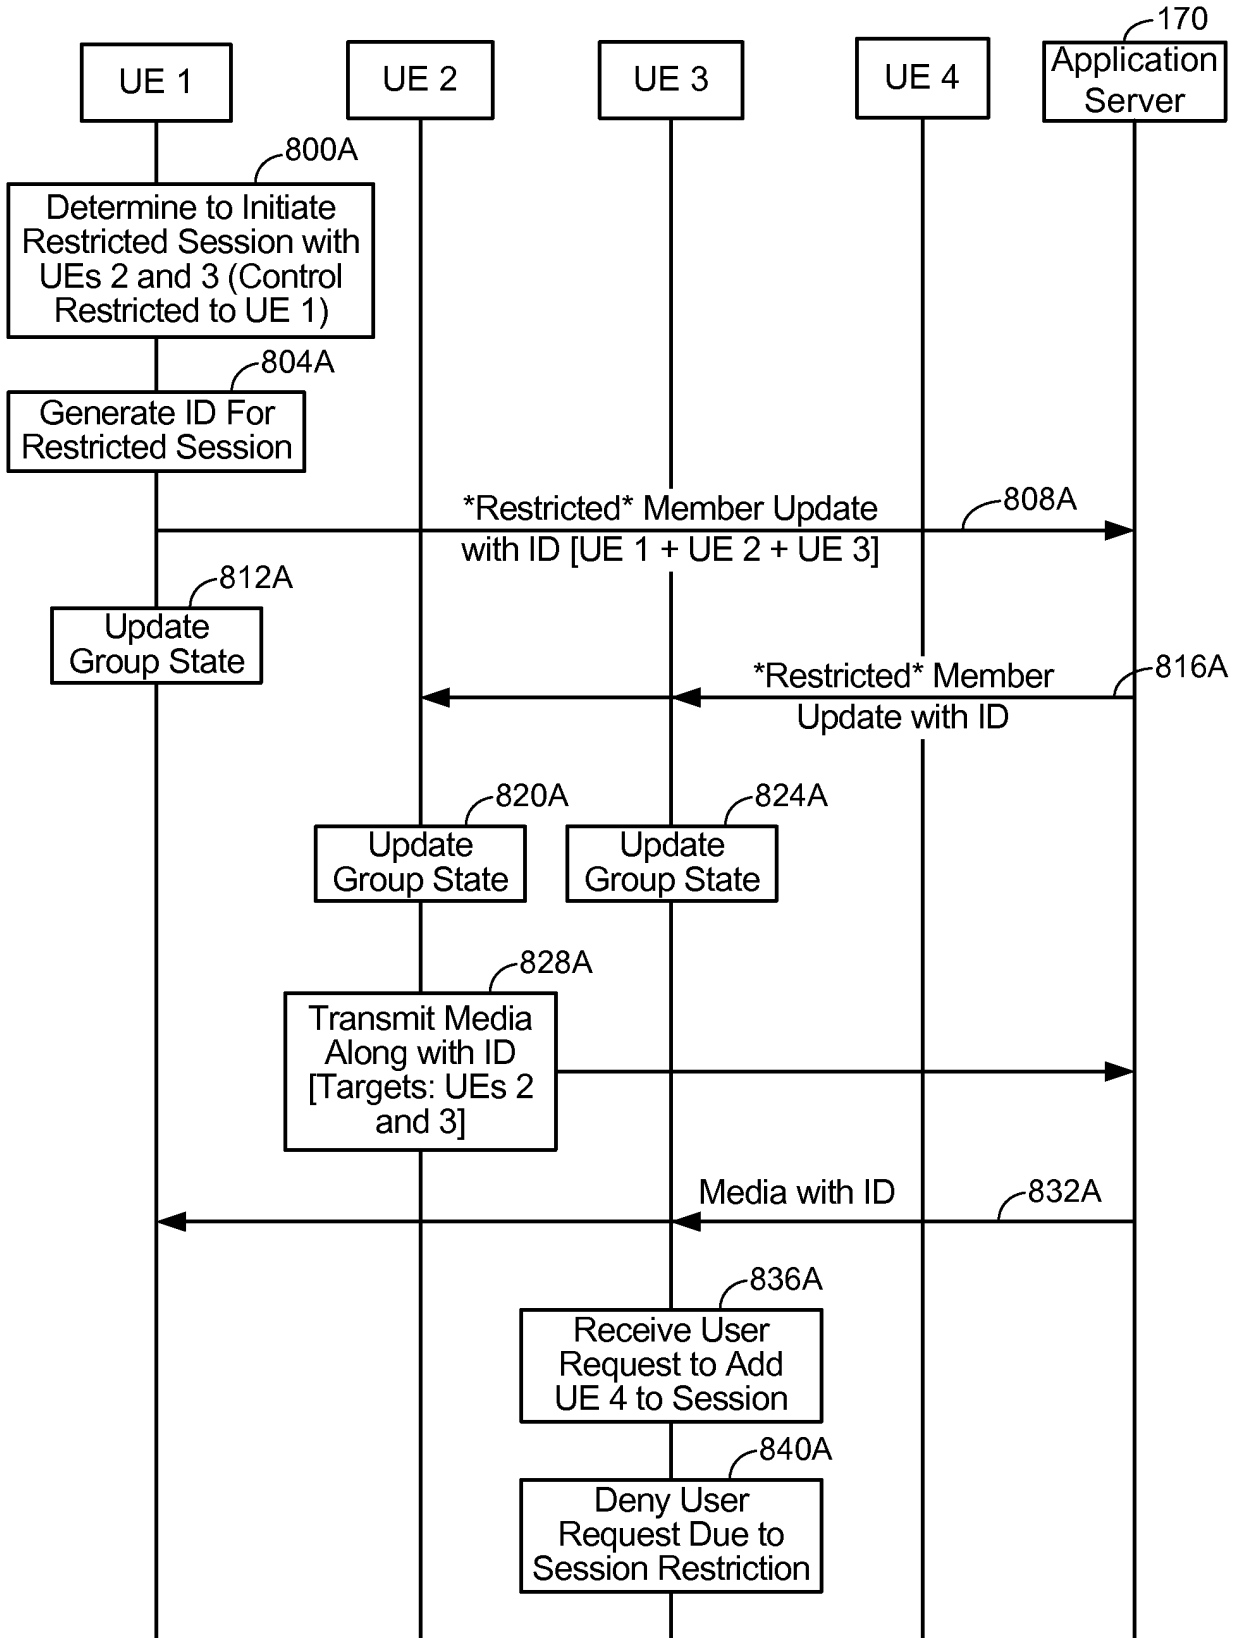 170
UE 1
UE 2
UE 3
UE 4
Application
Server
800A
Determine to Initiate
Restricted Session with
UEs 2 and 3 (Control
Restricted to UE 1)
804A
Generate ID For
Restricted Session
*Restricted* Member Update
808A
with ID [UE 1 + UE 2 + UE 3]
812A
Update
Group State
*Restricted* Member
816A
Update with ID
820A
Update
Group State
824A
Update
Group State
828A
Transmit Media
Along with ID
[Targets: UEs 2
and 3]
Media with ID
832A
836A
Receive User
Request to Add
UE 4 to Session
840A
Deny User
Request Due to
Session Restriction